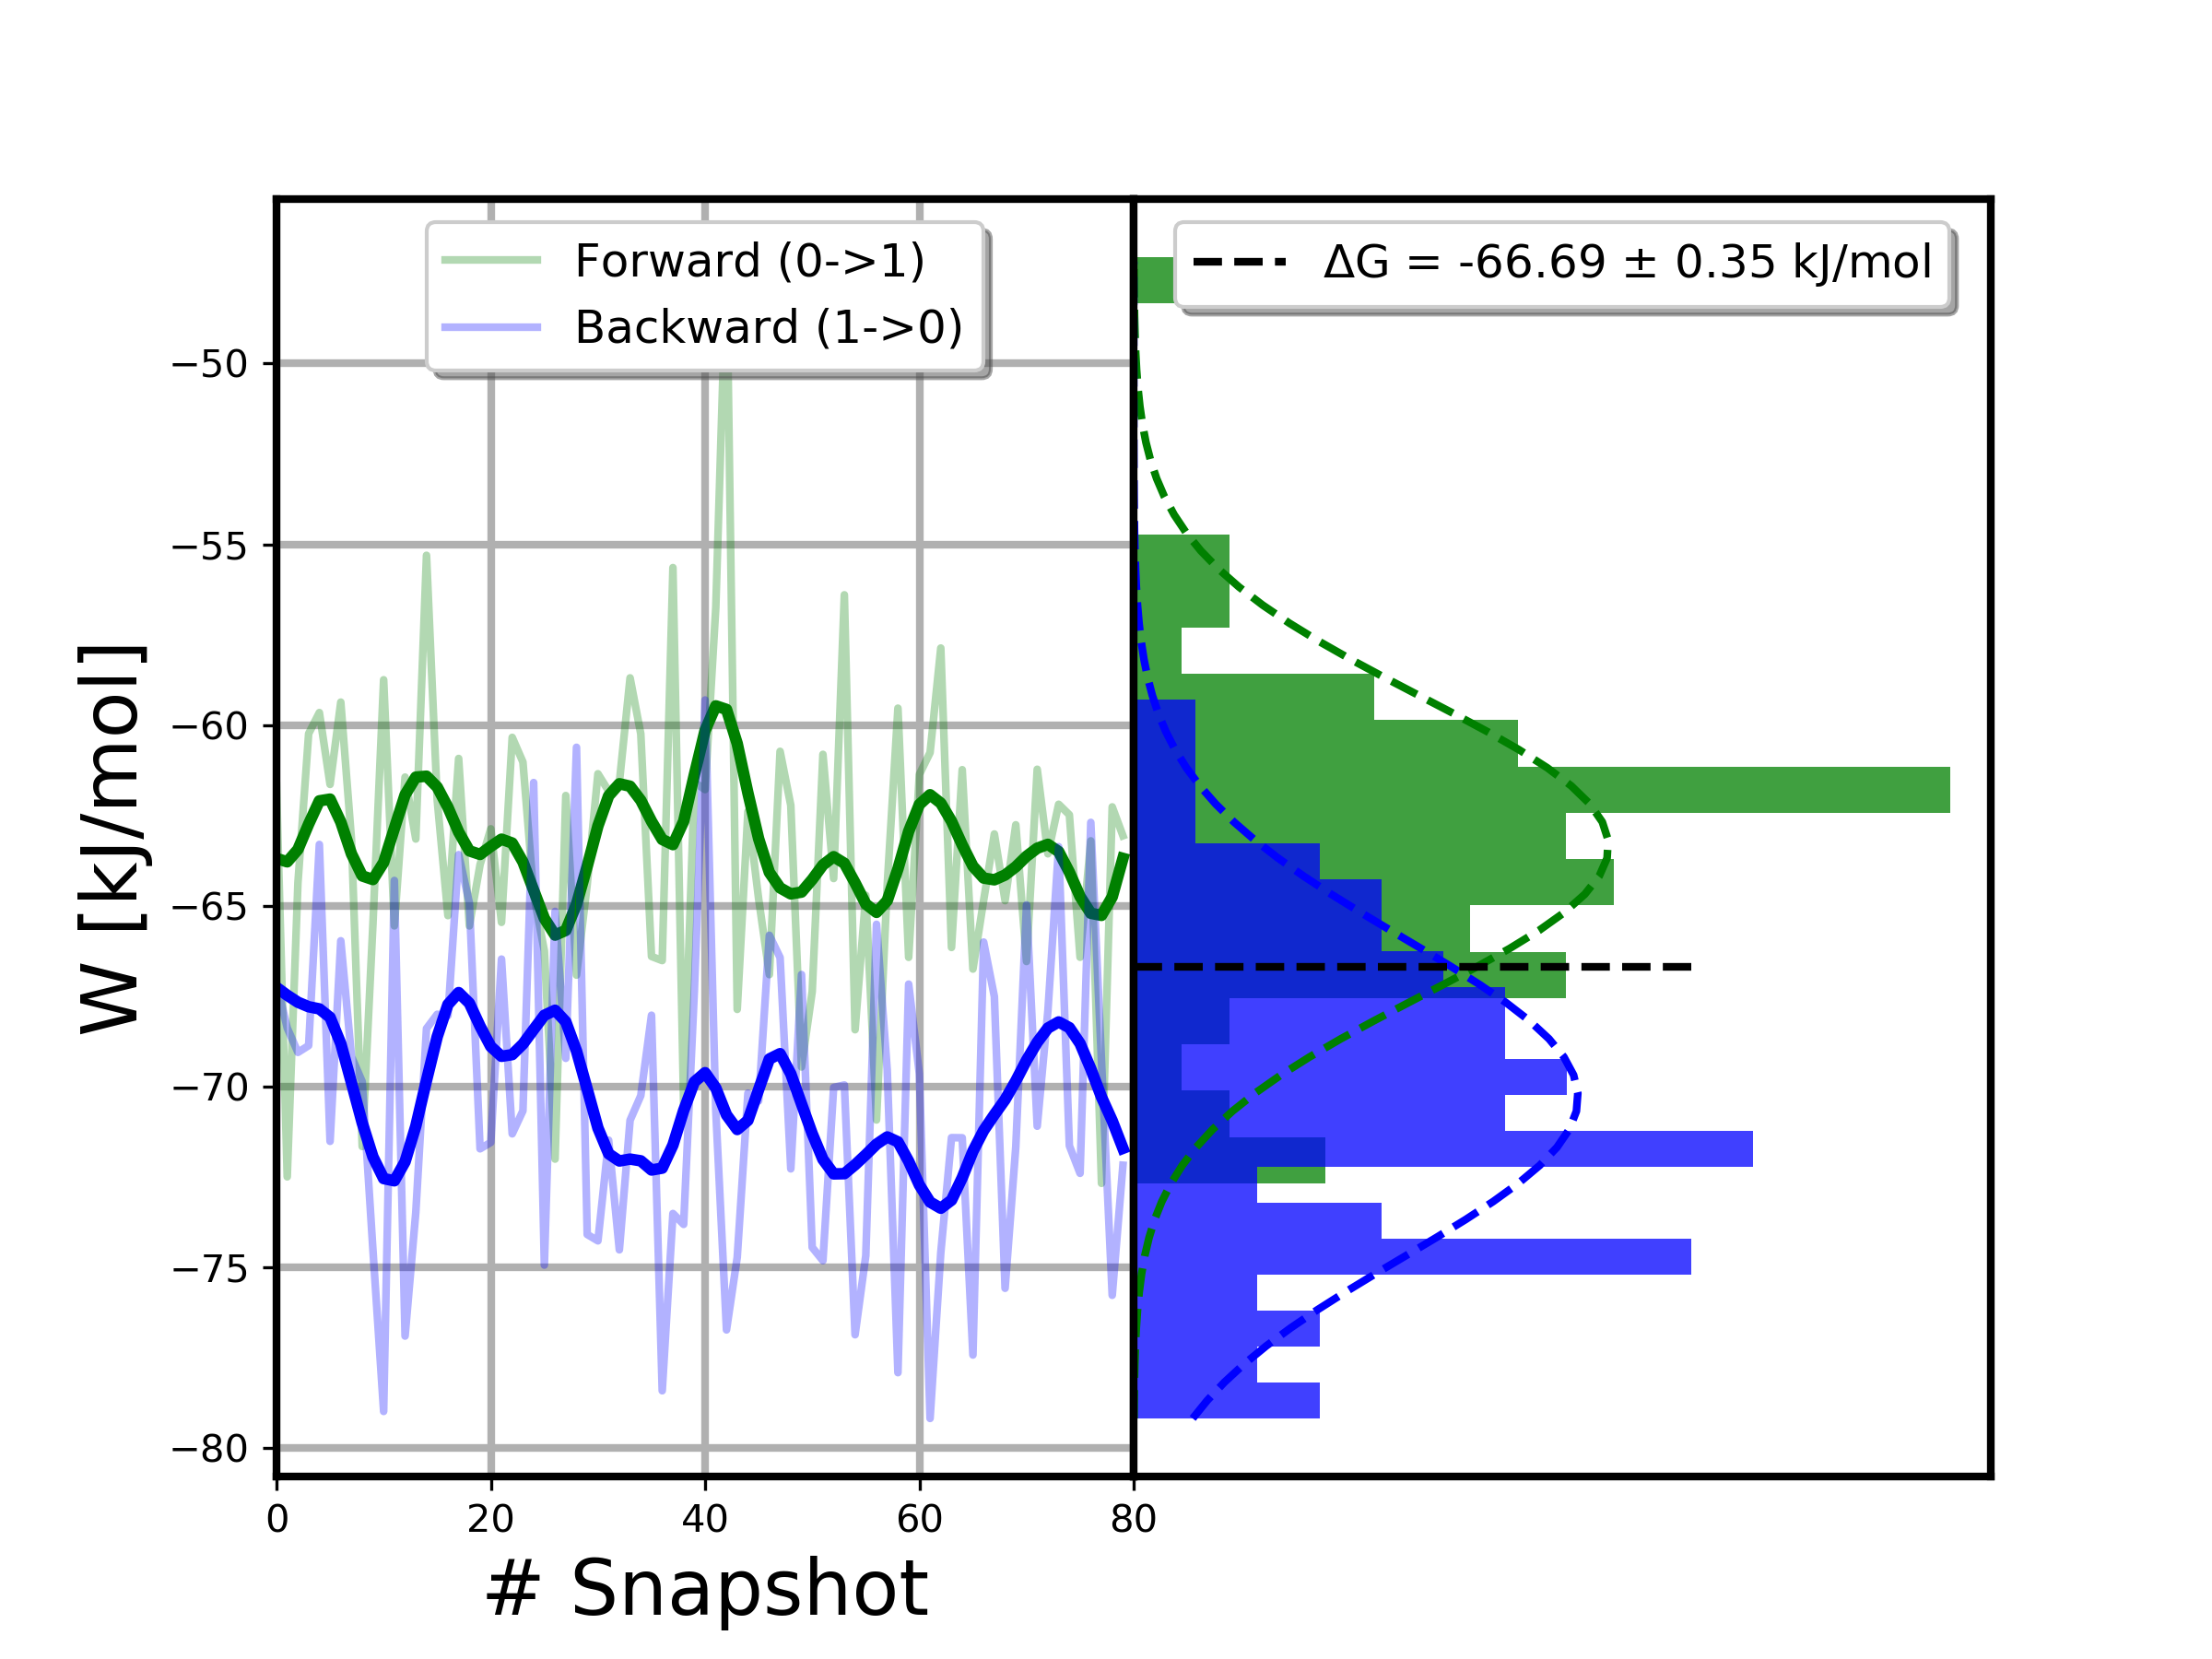 Forward (0->1)
Backward (1->0)
ΔG = -66.69 ± 0.35 kJ/mol
W [kJ/mol]
−50
−55
−60
−65
−70
−75
−80
0 20 40 60 80
# Snapshot